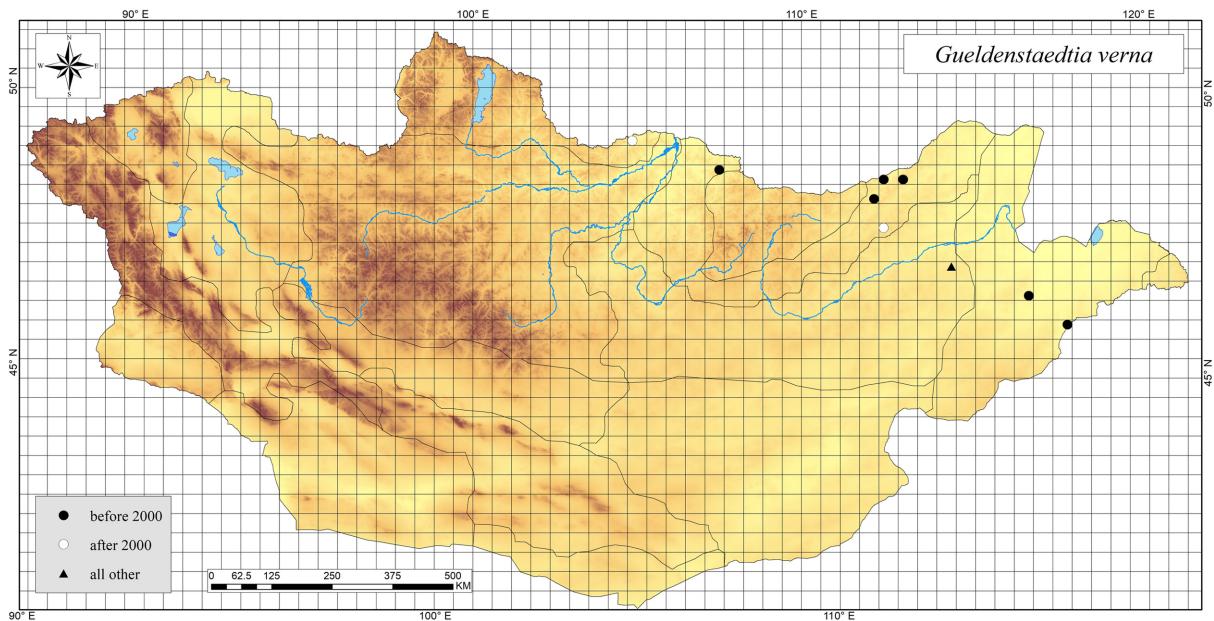 90° E 100° E 110° E 120° E
N
W E
S
Gueldenstaedtia verna
50° N 50° N
45° N 45° N
before 2000
after 2000
all other
0 62.5 125 250 375 500
KM
90° E 100° E 110° E